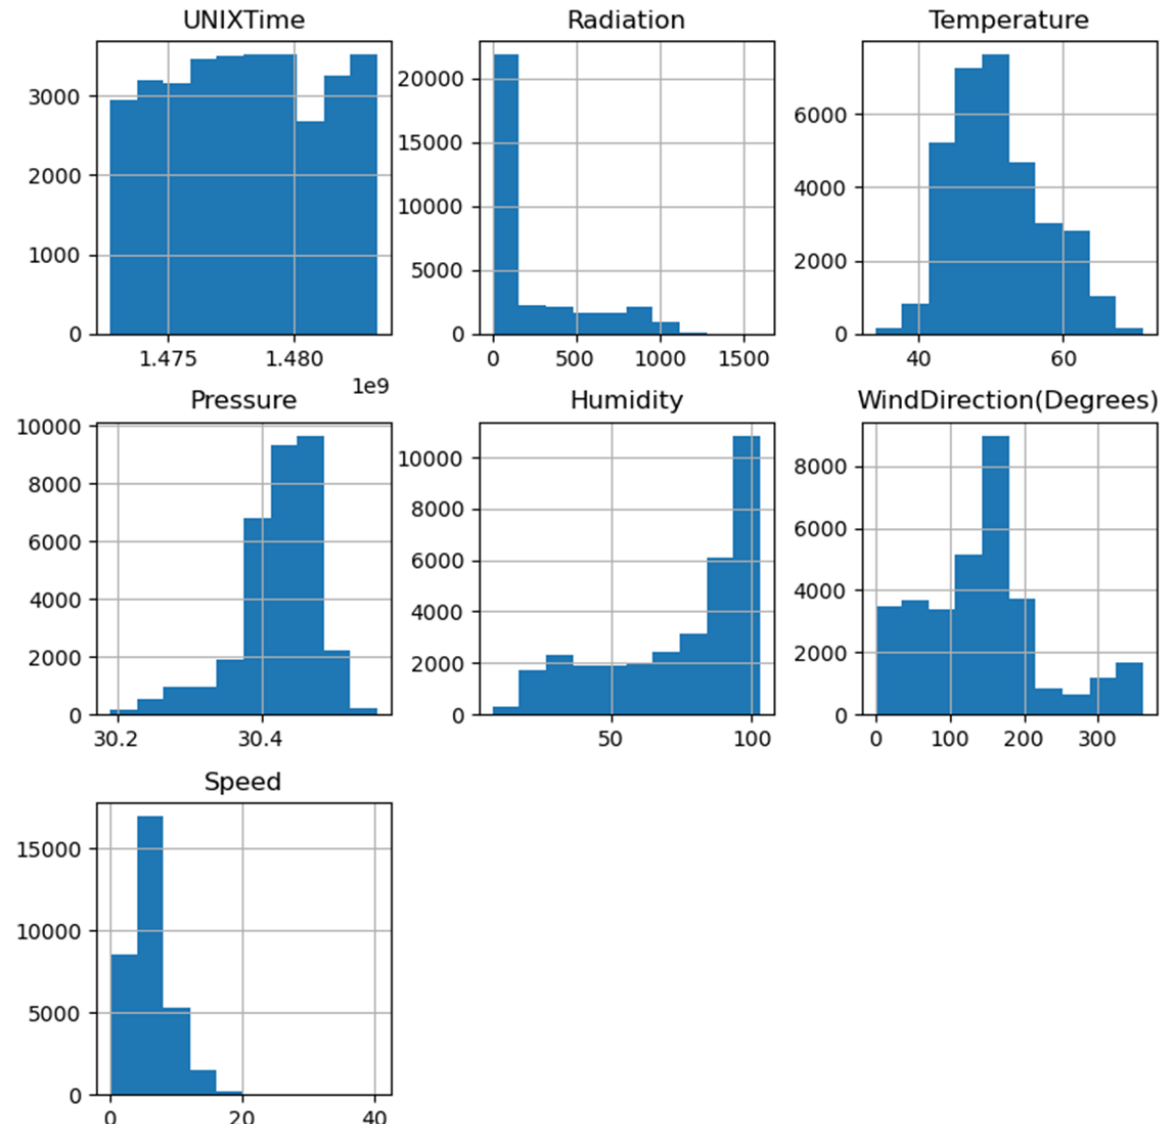 UNIXTime Radiation Temperature
3000 2000 1000 0
1.475 1.480
1e9
20000 15000 10000 5000 0
0 500 1000 1500
6000 4000 2000 0
40 60
Pressure Humidity WindDirection(Degrees)
10000 8000 6000 4000 2000 0
30.2 30.4
10000 8000 6000 4000 2000 0
50 100
8000 6000 4000 2000 0
0 100 200 300
Speed
15000 10000 5000 0
0 20 40